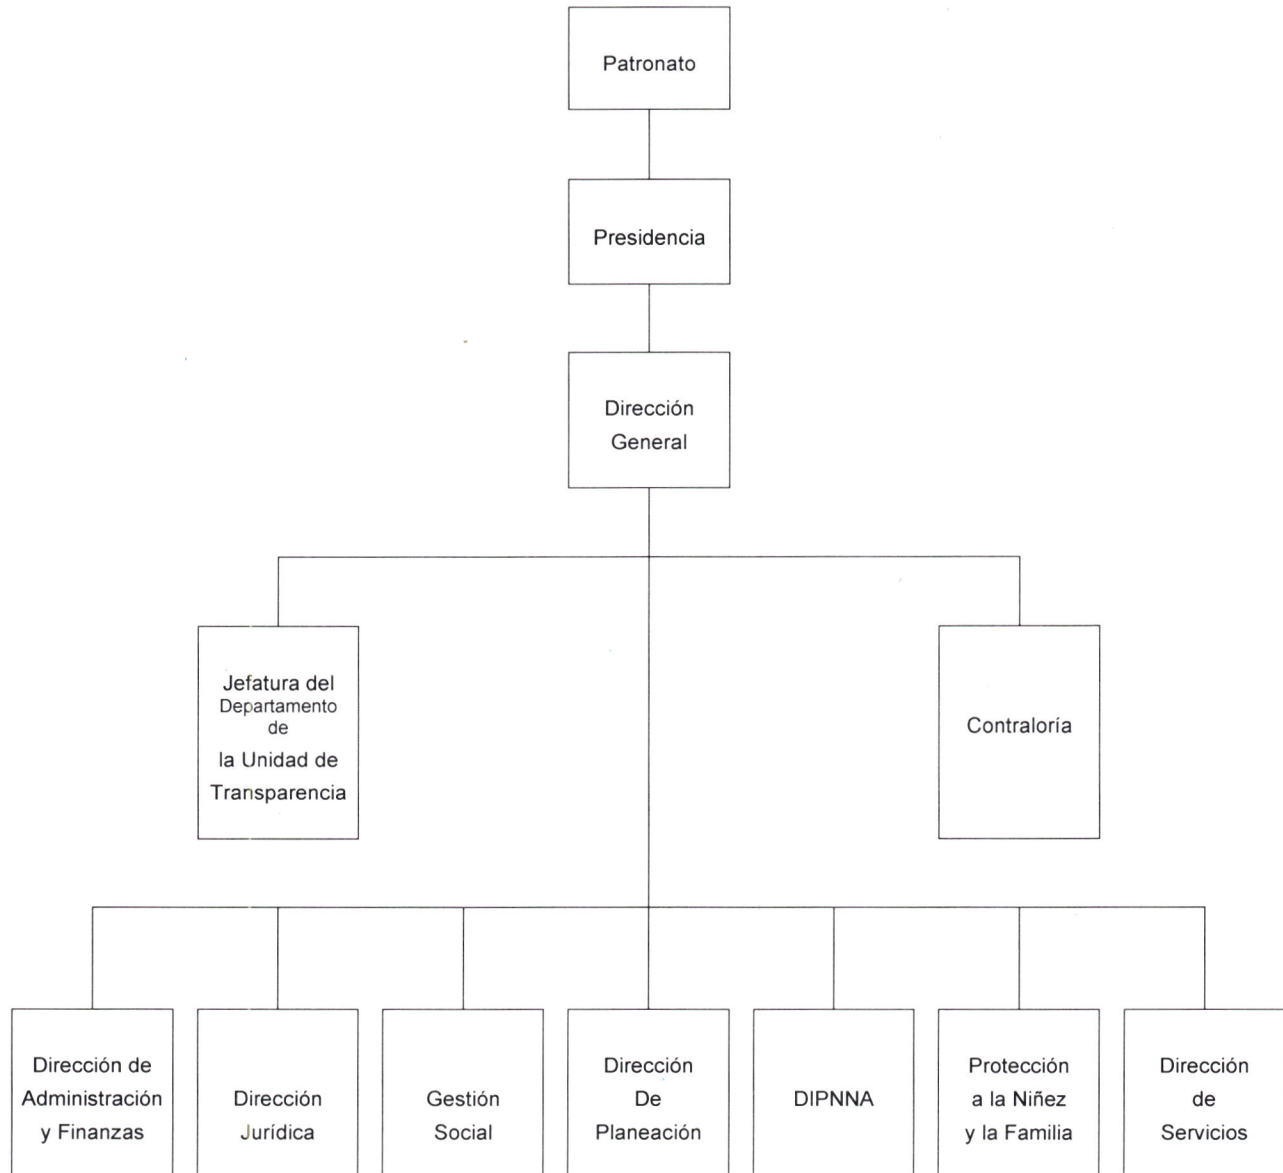 Patronato
Presidencia
Dirección
General
Jefatura del
Departamento
de
la Unidad de
Transparencia
Contraloría
Dirección de
Administración
y Finanzas
Dirección
Jurídica
Gestión
Social
Dirección
De
Planeación
DIPNNA
Protección
a la Niñez
y la Familia
Dirección
de
Servicios